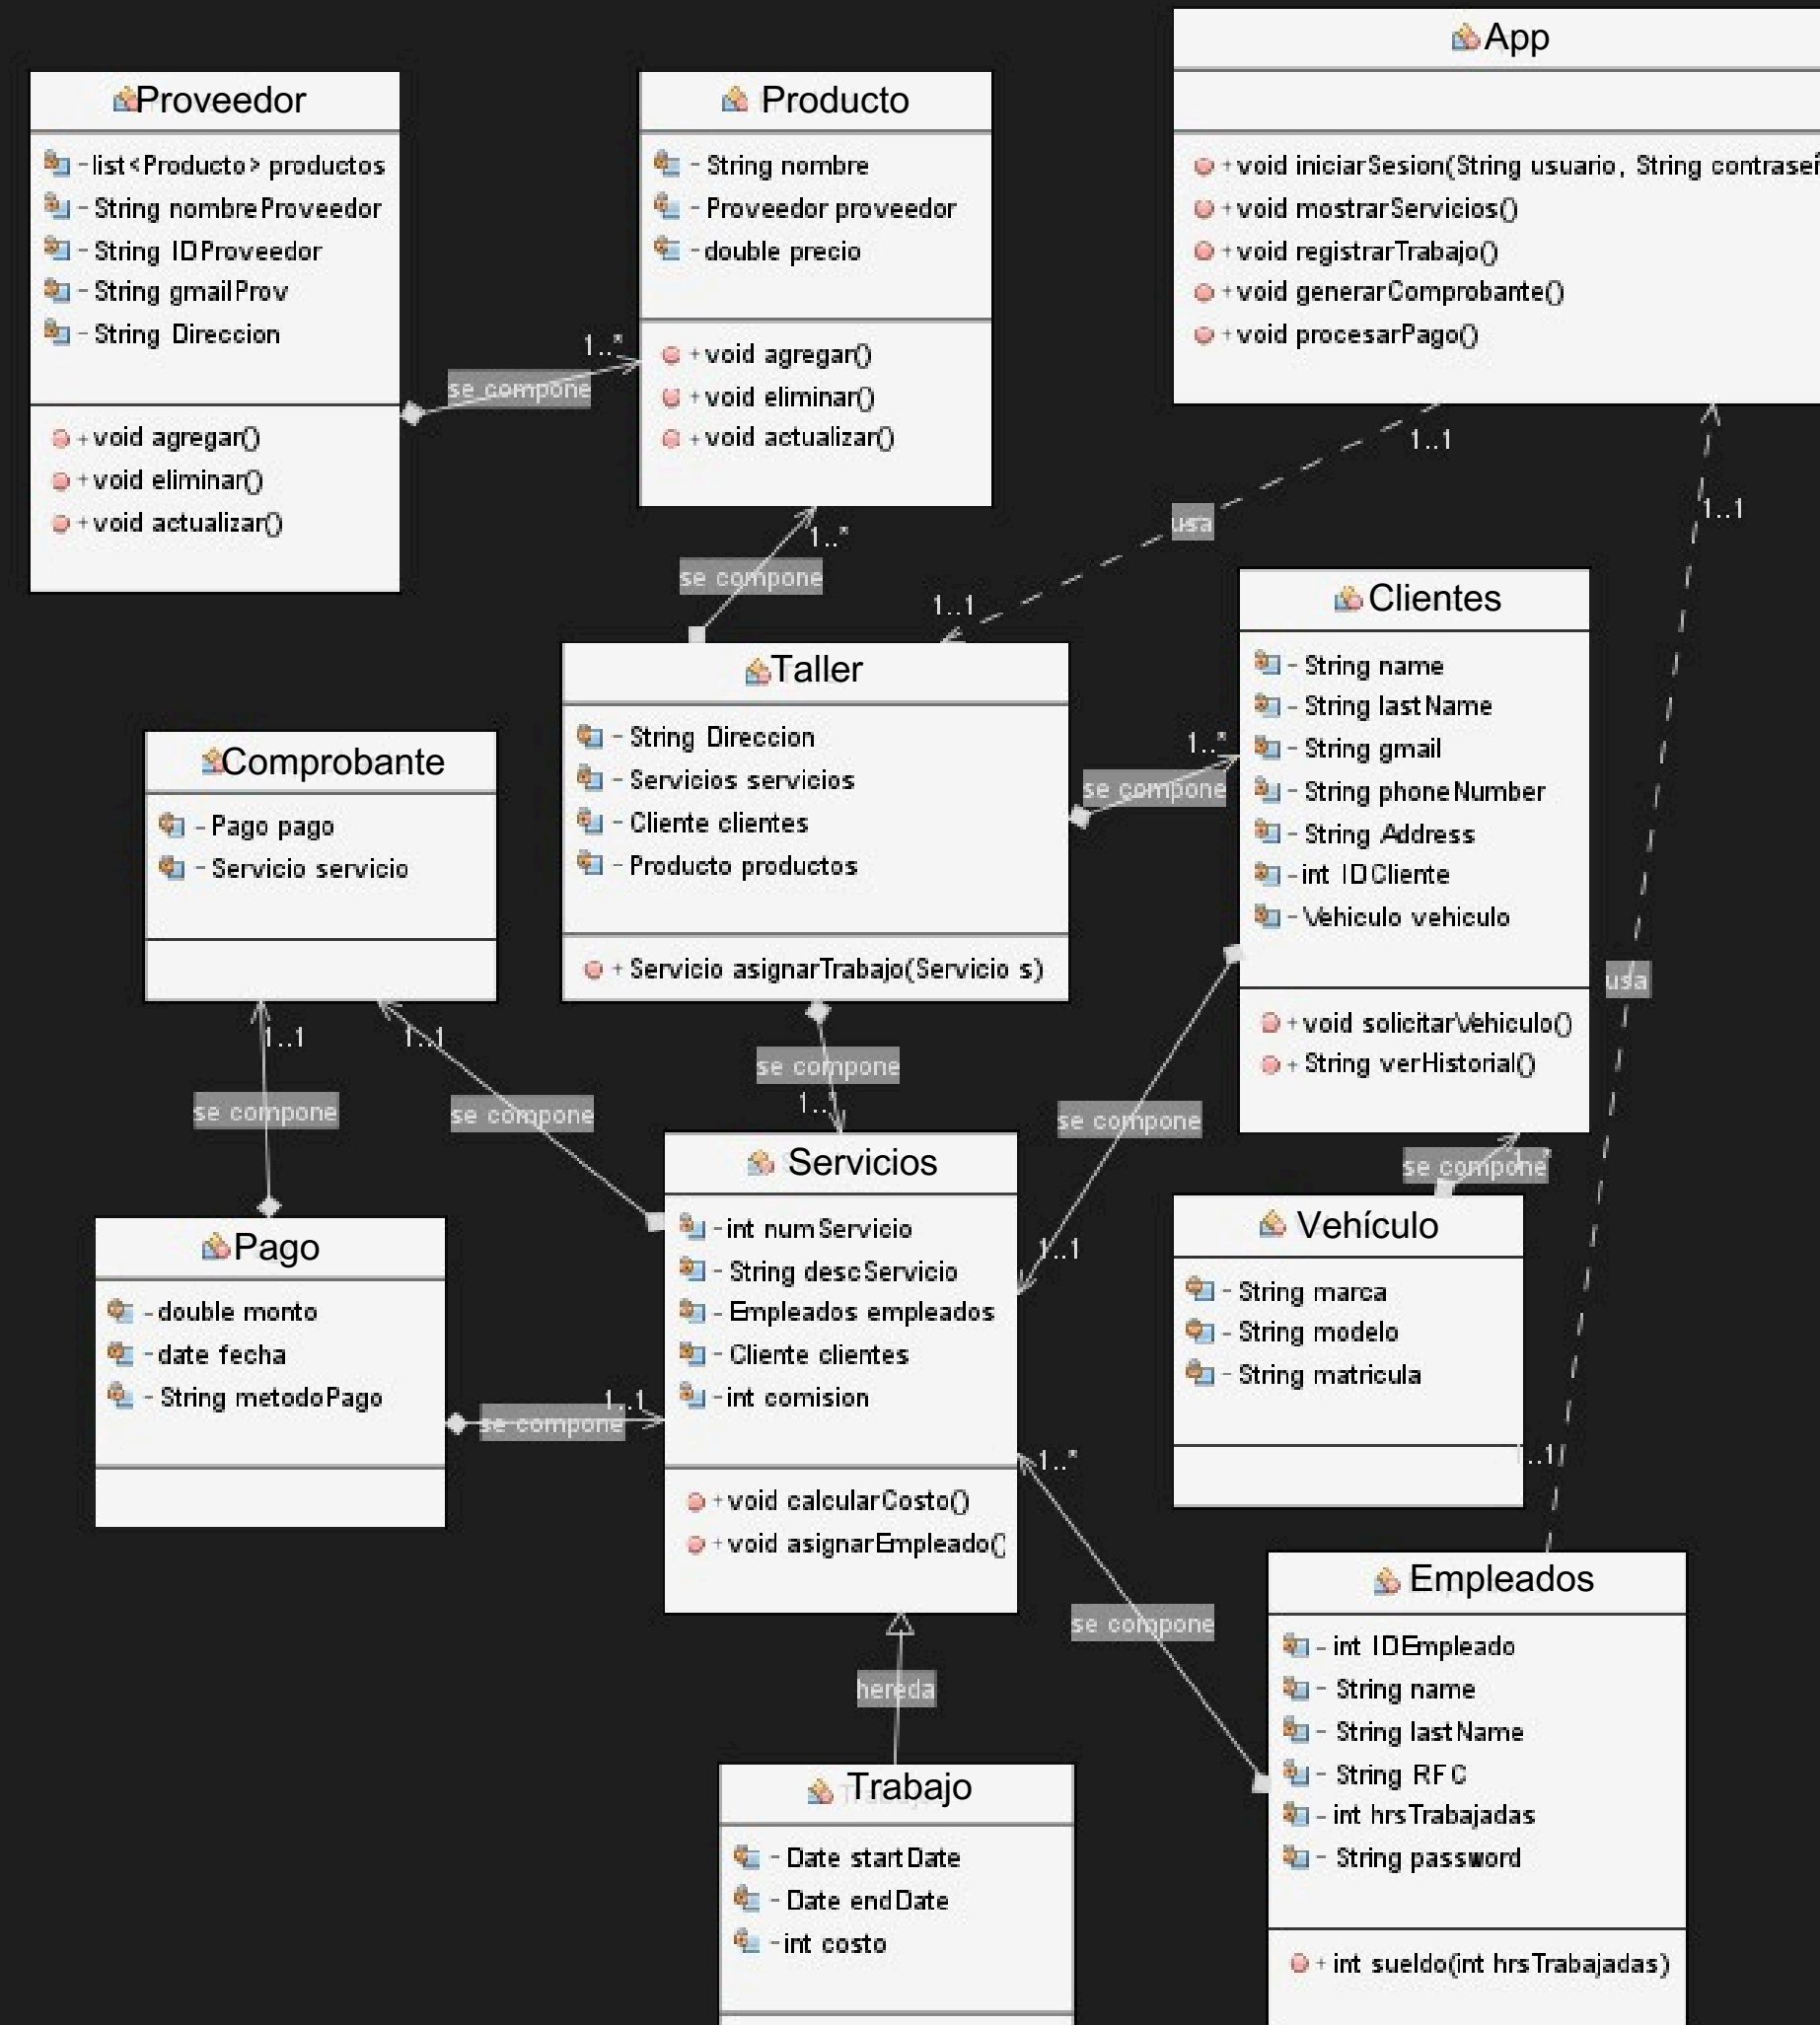 Proveedor
-list<Producto> productos
- String nombreProveedor
- String IDProveedor
- String gmailProv
- String Direccion
+ void agregar()
+ void eliminar()
+ void actualizar()
se compone
1..*
Producto
- String nombre
- Proveedor proveedor
- double precio
+ void agregar()
+ void eliminar()
+ void actualizar()
1..*
se compone
App
+ void iniciarSesion(String usuario, String contraseñ
+ void mostrarServicios()
+ void registrarTrabajo()
+ void generarComprobante()
+ void procesarPago()
1..1
usa
1..1
1..1
usa
1..1
Taller
- String Direccion
- Servicios servicios
- Cliente clientes
- Producto productos
+ Servicio asignarTrabajo(Servicio s)
1..*
se compone
Clientes
- String name
- String lastName
- String gmail
- String phoneNumber
- String Address
- int IDCliente
- Vehiculo vehiculo
+ void solicitarVehiculo()
+ String verHistorial()
Comprobante
- Pago pago
- Servicio servicio
1..1
se compone
1..1
se compone
se compone
1..*
se compone
1..1
se compone
Pago
- double monto
- date fecha
- String metodoPago
1..1
se compone
Servicios
- int numServicio
- String descServicio
- Empleados empleados
- Cliente clientes
- int comision
+ void calcularCosto()
+ void asignarEmpleado()
Vehículo
- String marca
- String modelo
- String matricula
1..*
se compone
hereda
Trabajo
- Date startDate
- Date endDate
- int costo
Empleados
- int IDEmpleado
- String name
- String lastName
- String RFC
- int hrsTrabajadas
- String password
+ int sueldo(int hrsTrabajadas)